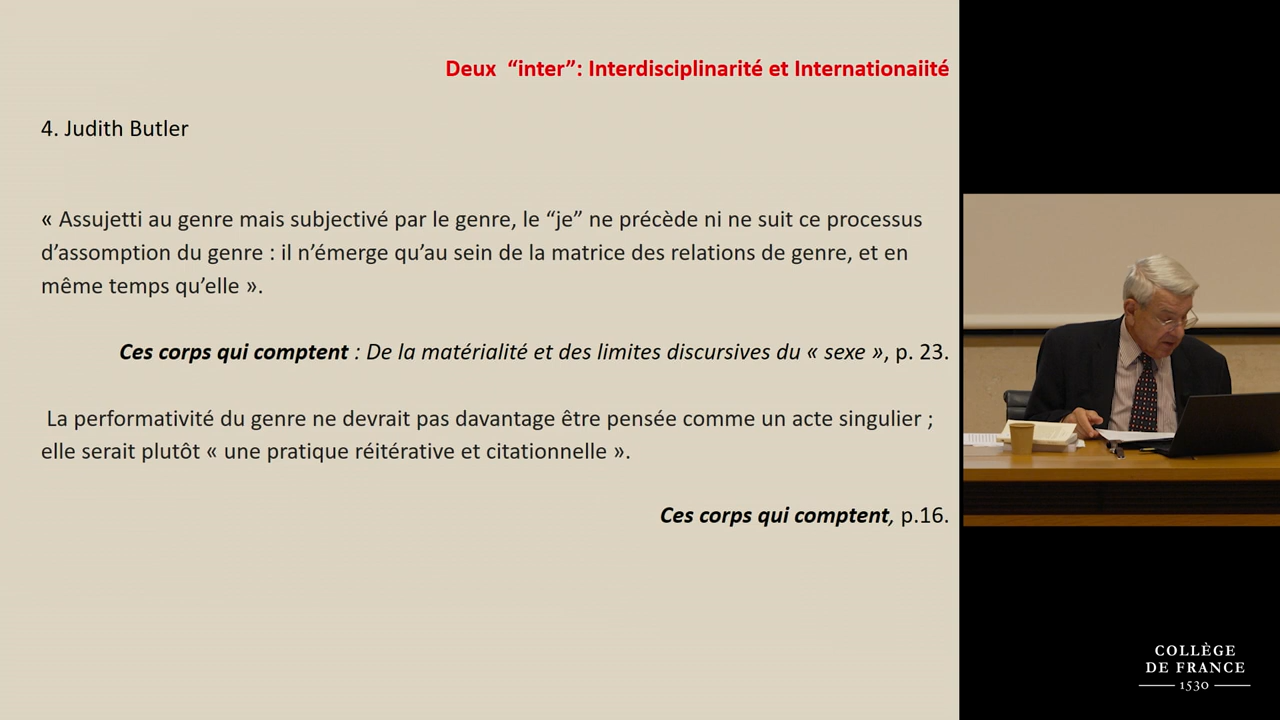 Deux “inter”: Interdisciplinarité et Internationaiité
4. Judith Butler
« Assujetti au genre mais subjectivé par le genre, le “je” ne précède ni ne suit ce processus
d’assomption du genre : il n’émerge qu’au sein de la matrice des relations de genre, et en
même temps qu’elle ».
Ces corps qui comptent : De la matérialité et des limites discursives du « sexe », p. 23.
La performativité du genre ne devrait pas davantage être pensée comme un acte singulier ;
elle serait plutôt « une pratique réitérative et citationnelle ».
Ces corps qui comptent, p.16.
COLLÈGE
DE FRANCE
1530